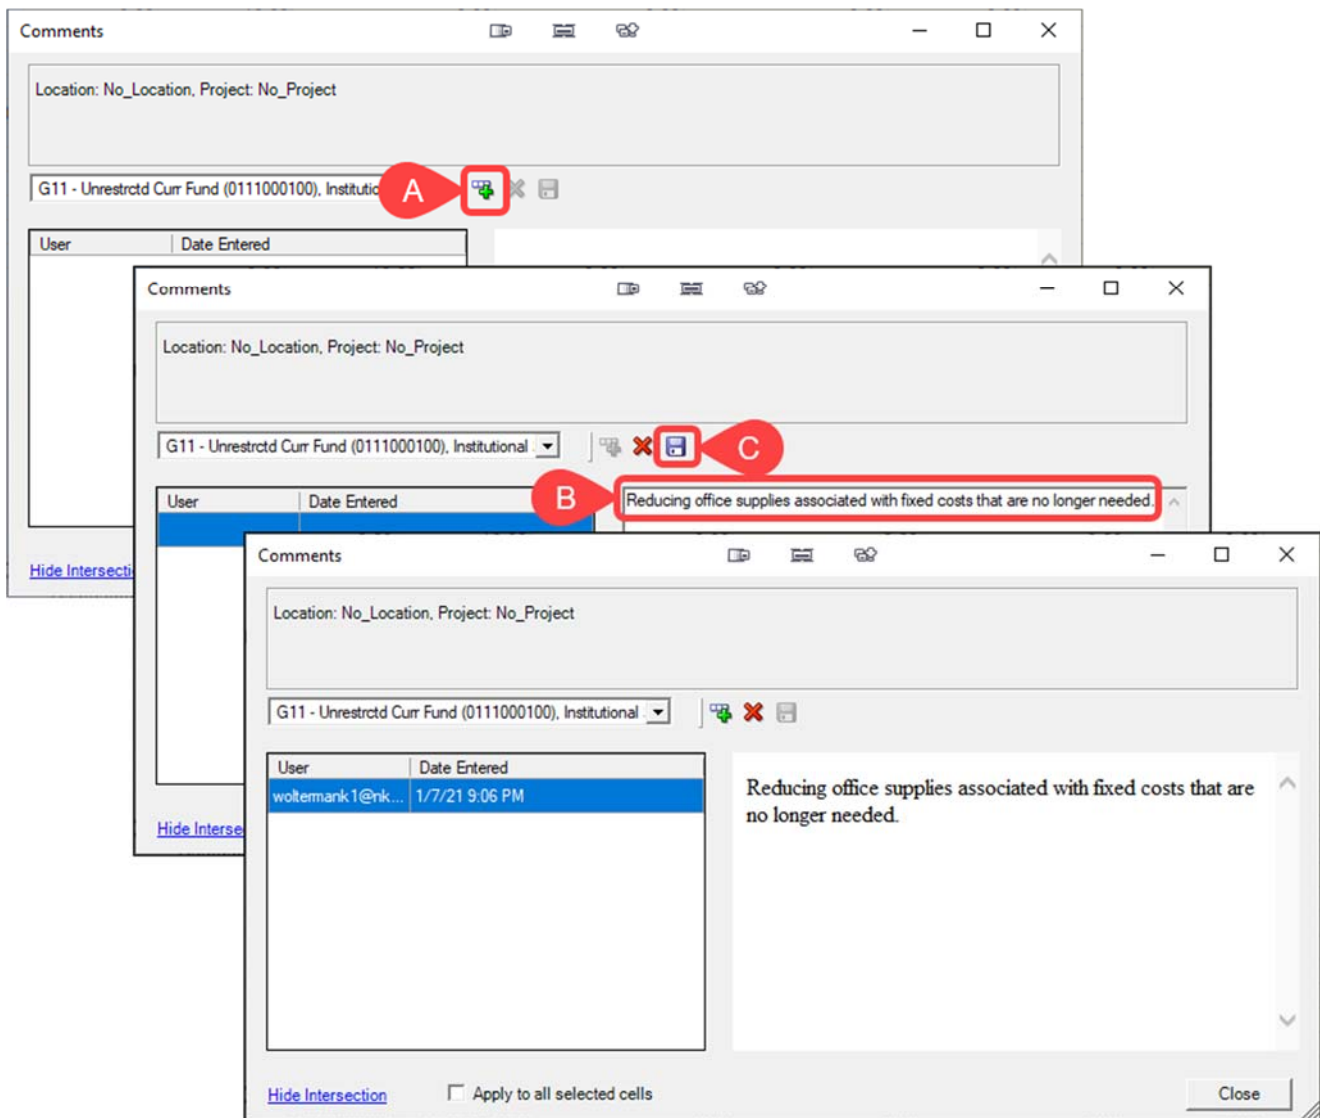 Comments
Location: No_Location, Project: No_Project
G11 - Unrestrctd Curr Fund (0111000100), Institutio
A
User Date Entered
Hide Intersecti
Comments
Location: No_Location, Project: No_Project
G11 - Unrestrctd Curr Fund (0111000100), Institutional
C
User Date Entered
B
Reducing office supplies associated with fixed costs that are no longer needed.
Hide Interse
Comments
Location: No_Location, Project: No_Project
G11 - Unrestrctd Curr Fund (0111000100), Institutional
User Date Entered
woltermank1@nk... 1/7/21 9:06 PM
Reducing office supplies associated with fixed costs that are
no longer needed.
Hide Intersection
Apply to all selected cells
Close